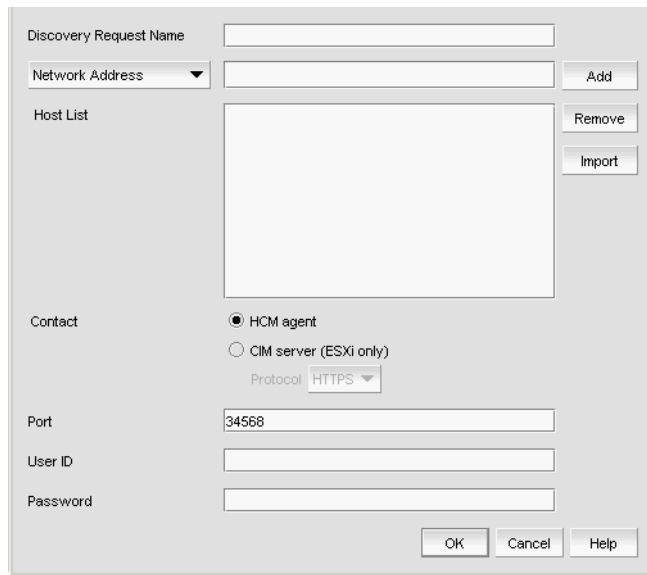 Discovery Request Name
Network Address
Add
Host List
Remove
Import
Contact
HCM agent
CIM server (ESXi only)
Protocol HTTPS
Port
34568
User ID
Password
OK Cancel Help